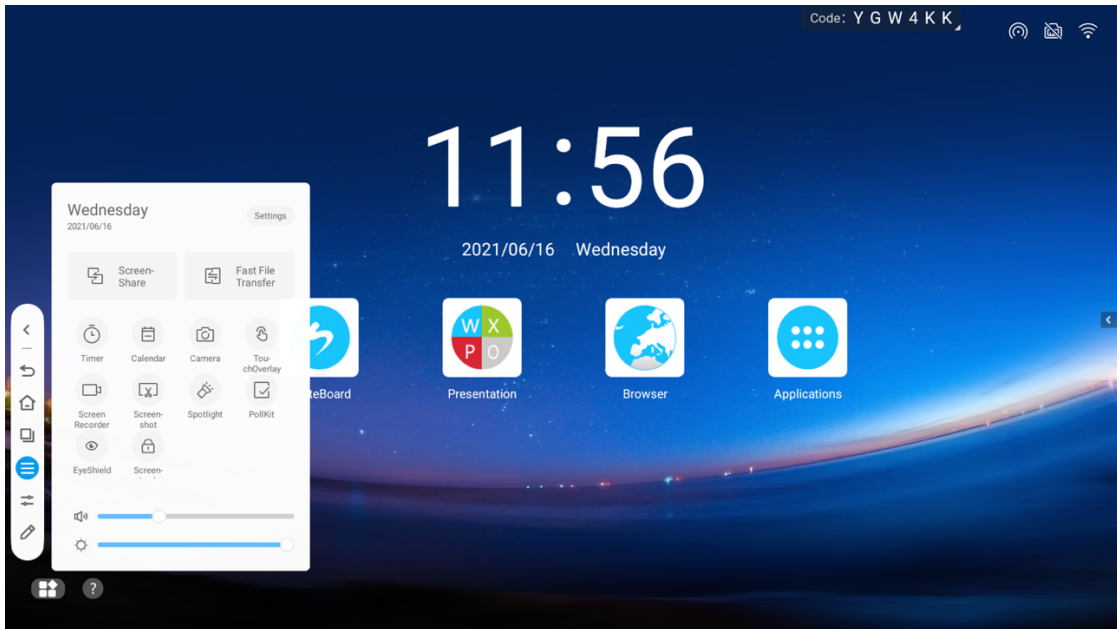 Code: Y G W 4 K K
11:56
2021/06/16 Wednesday
Wednesday
2021/06/16
Settings
Screen-
Share
Fast File
Transfer
Timer
Calendar
Camera
Tou-
chOverlay
Screen
Recorder
Screen-
shot
Spotlight
PollKit
EyeShield
Screen-
teBoard
W X
P O
Presentation
Browser
Applications
?